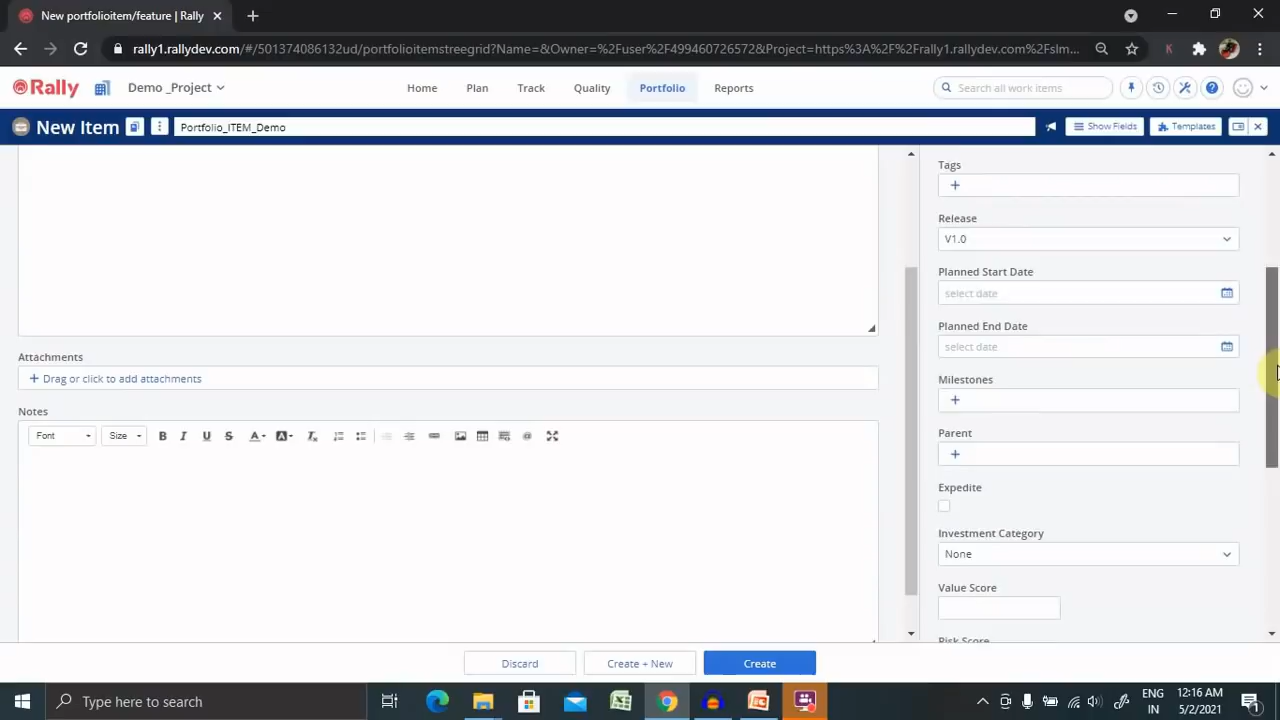 New portfolioitem/feature | Rally
rally1.rallydev.com/#/501374086132ud/portfolioitemstreegrid?Name=&Owner=%2Fuser%2F499460726572&Project=https%3A%2F%2Frally1.rallydev.com%2Fslm...
Rally
Demo _Project
Home
Plan
Track
Quality
Portfolio
Reports
Search all work items
New Item
Portfolio_ITEM_Demo
Show Fields
Templates
Tags
Release
V1.0
Planned Start Date
select date
Planned End Date
select date
Attachments
Drag or click to add attachments
Milestones
Notes
Font
Size
B I U S
Parent
Expedite
Investment Category
None
Value Score
Risk Score
Discard
Create + New
Create
Type here to search
ENG
IN
12:16 AM
5/2/2021
1